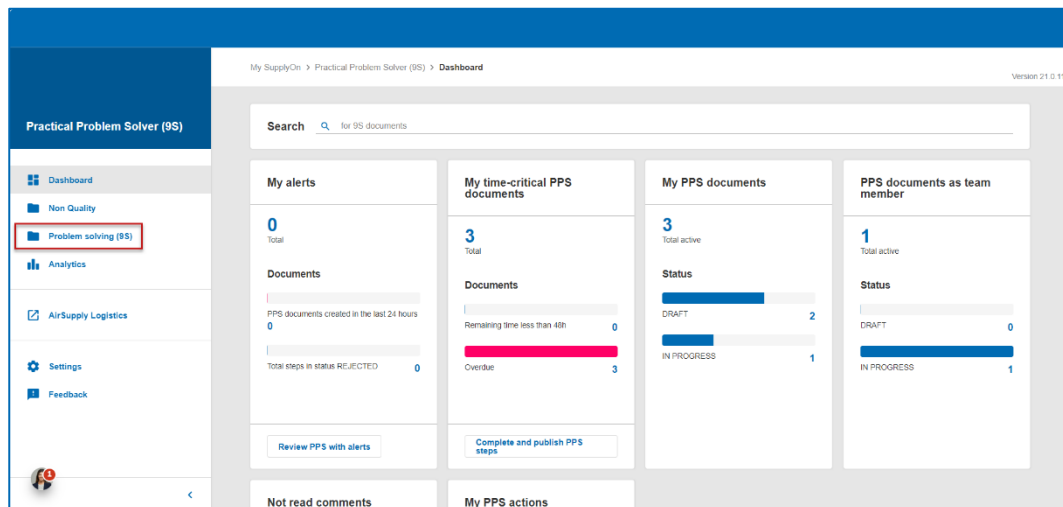 My SupplyOn > Practical Problem Solver (9S) > Dashboard
Version 21.0.11
Practical Problem Solver (9S)
Dashboard
Non Quality
Problem solving (9S)
Analytics
AirSupply Logistics
Settings
Feedback
1
Search for 9S documents
My alerts
0
Total
Documents
PPS documents created in the last 24 hours
0
Total steps in status REJECTED 0
Review PPS with alerts
My time-critical PPS
documents
3
Total
Documents
Remaining time less than 48h 0
Overdue 3
Complete and publish PPS
steps
My PPS documents
3
Total active
Status
DRAFT 2
IN PROGRESS 1
PPS documents as team
member
1
Total active
Status
DRAFT 0
IN PROGRESS 1
Not read comments
My PPS actions